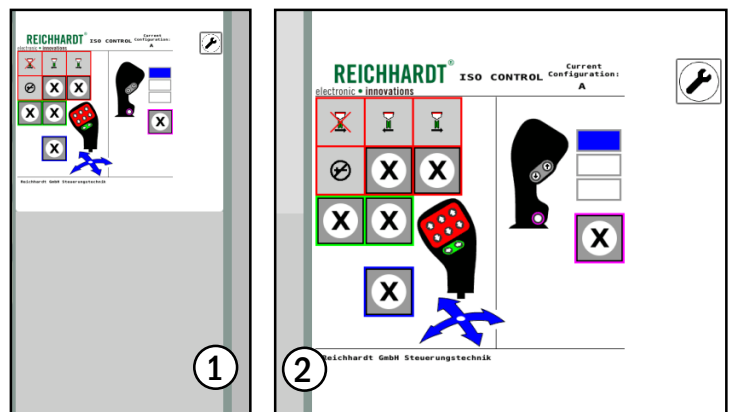 REICHHARDT
electronic • innovations
ISO CONTROL
Current
Configuration:
A
X X
X X
X
X
Reichhardt GmbH Steuerungstechnik
1
REICHHARDT®
electronic • innovations
ISO CONTROL
Current
Configuration:
A
X X
X X
X
X
Reichhardt GmbH Steuerungstechnik
2